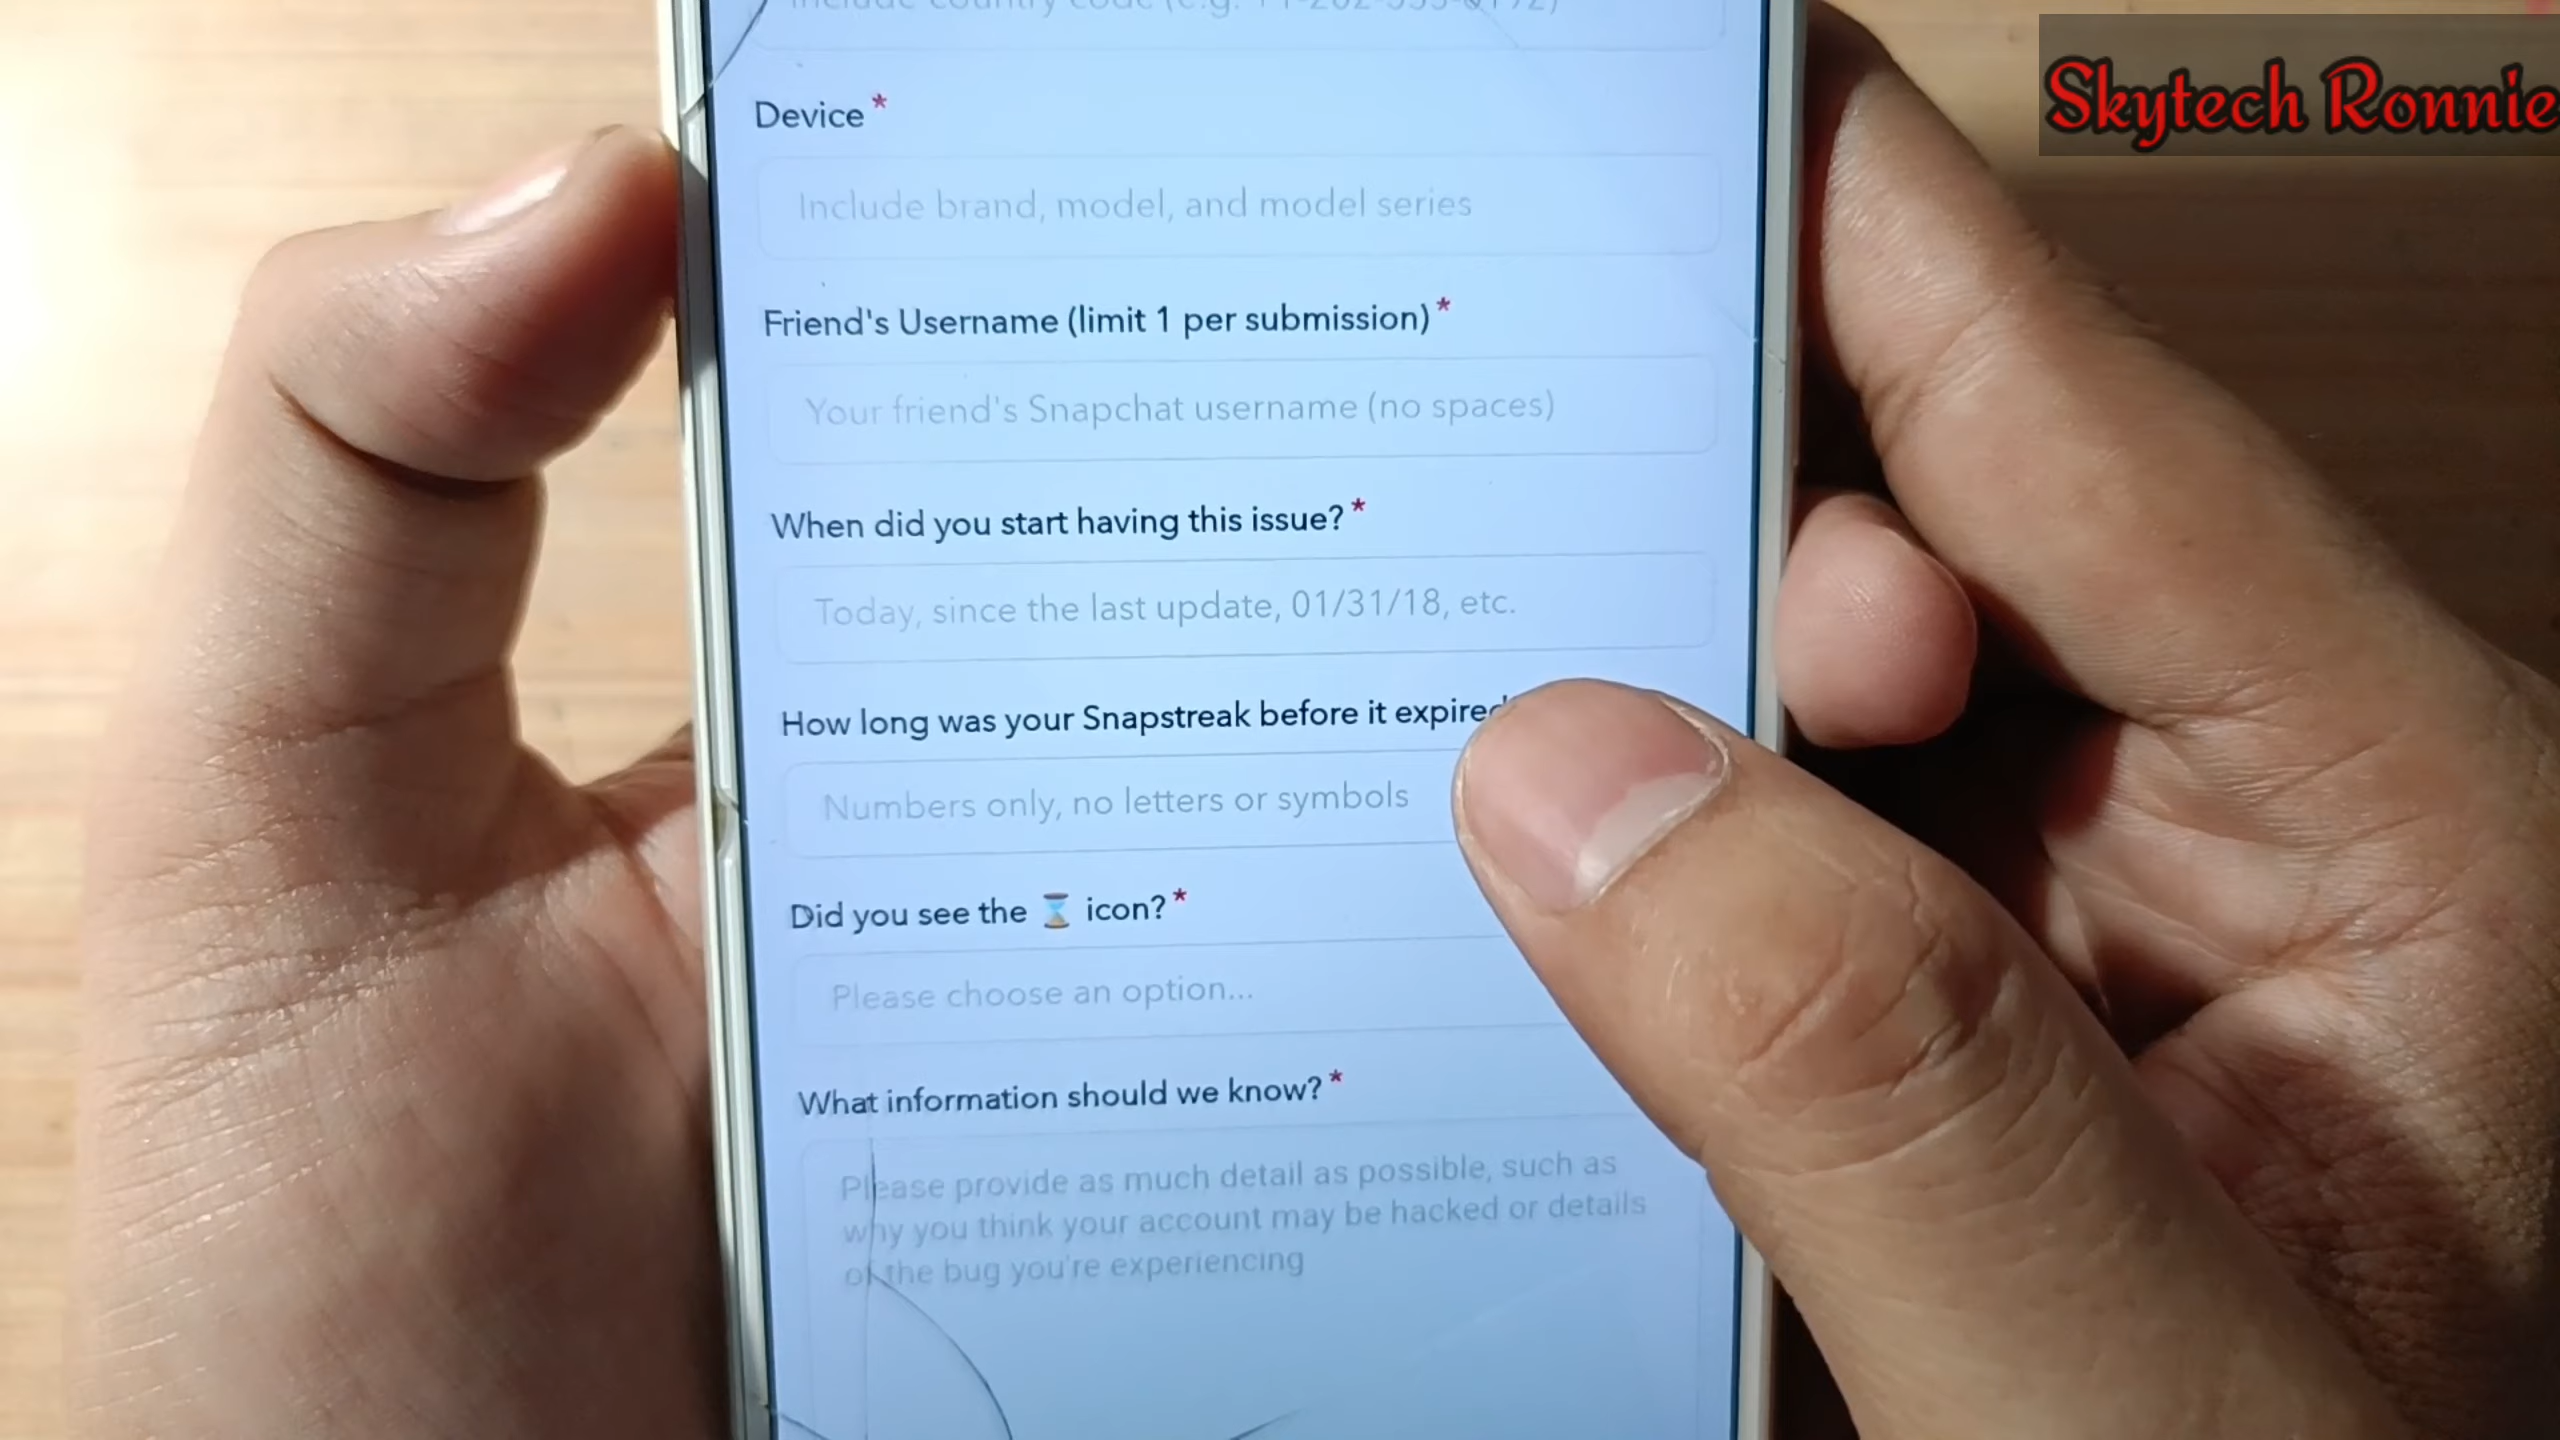 Skytech Ronnie
Include country code (e.g.
Device *
Include brand, model, and model series
Friend's Username (limit 1 per submission) *
Your friend's Snapchat username (no spaces)
When did you start having this issue? *
Today, since the last update, 01/31/18, etc.
How long was your Snapstreak before it expired
Numbers only, no letters or symbols
Did you see the ⌛ icon? *
Please choose an option...
What information should we know? *
Please provide as much detail as possible, such as
why you think your account may be hacked or details
of the bug you're experiencing